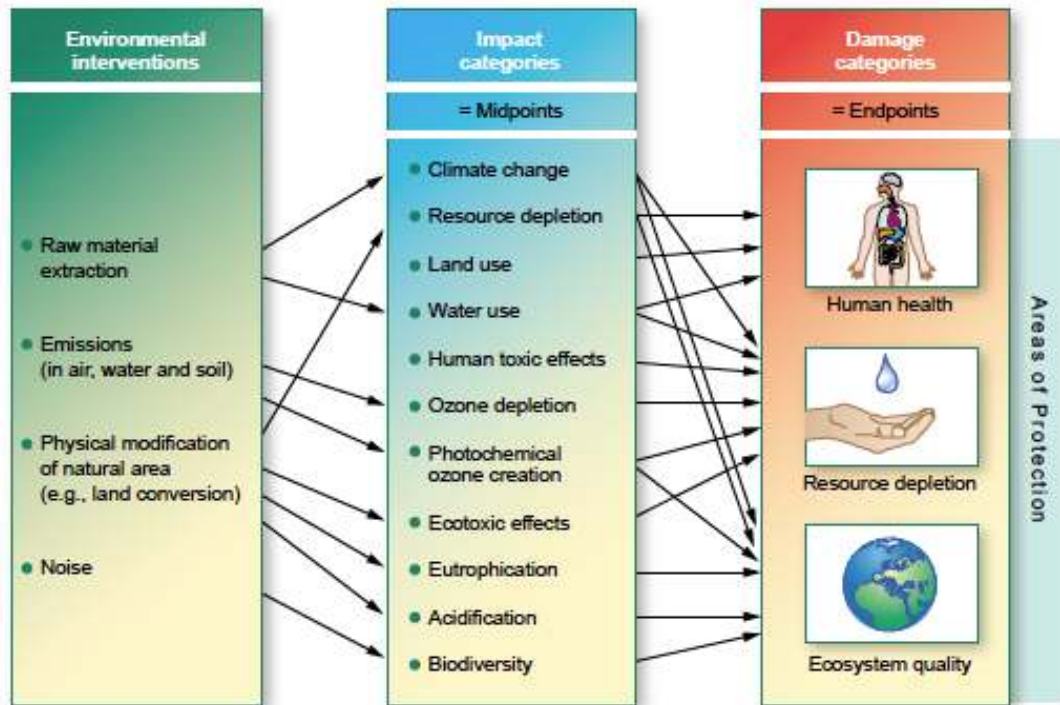 Environmental
interventions
• Raw material
extraction
• Emissions
(in air, water and soil)
• Physical modification
of natural area
(e.g., land conversion)
• Noise
Impact
categories
= Midpoints
• Climate change
• Resource depletion
• Land use
• Water use
• Human toxic effects
• Ozone depletion
• Photochemical
ozone creation
• Ecotoxic effects
• Eutrophication
• Acidification
• Biodiversity
Damage
categories
= Endpoints
Human health
Resource depletion
Ecosystem quality
Areas of Protection